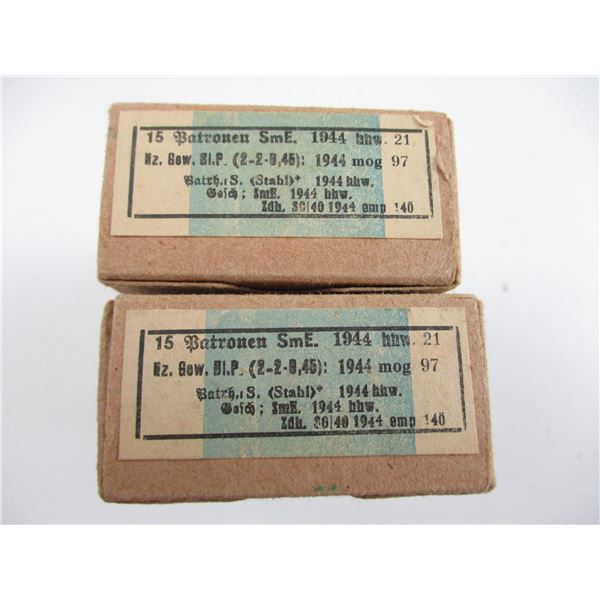 15 Patronen SmE. 1944 hhw. 21
Nz. Gew. Bl.P. (2-2-0,45): 1944 mog 97
Patrh.: S. (Stahl)+ 1944 hhw.
Gesch.: SmE. 1944 hhw.
Zdh. 30|40 1944 emp 140
15 Patronen SmE. 1944 hhw. 21
Nz. Gew. Bl.P. (2-2-0,45): 1944 mog 97
Patrh.: S. (Stahl)+ 1944 hhw.
Gesch.: SmE. 1944 hhw.
Zdh. 30|40 1944 emp 140